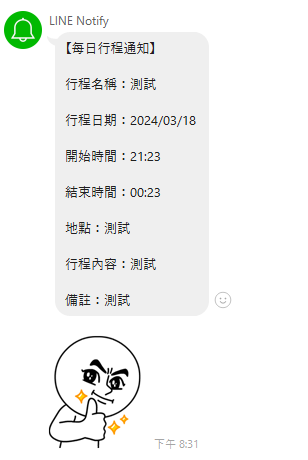 LINE Notify
【每日行程通知】
行程名稱：測試
行程日期：2024/03/18
開始時間：21:23
結束時間：00:23
地點：測試
行程內容：測試
備註：測試
下午 8:31